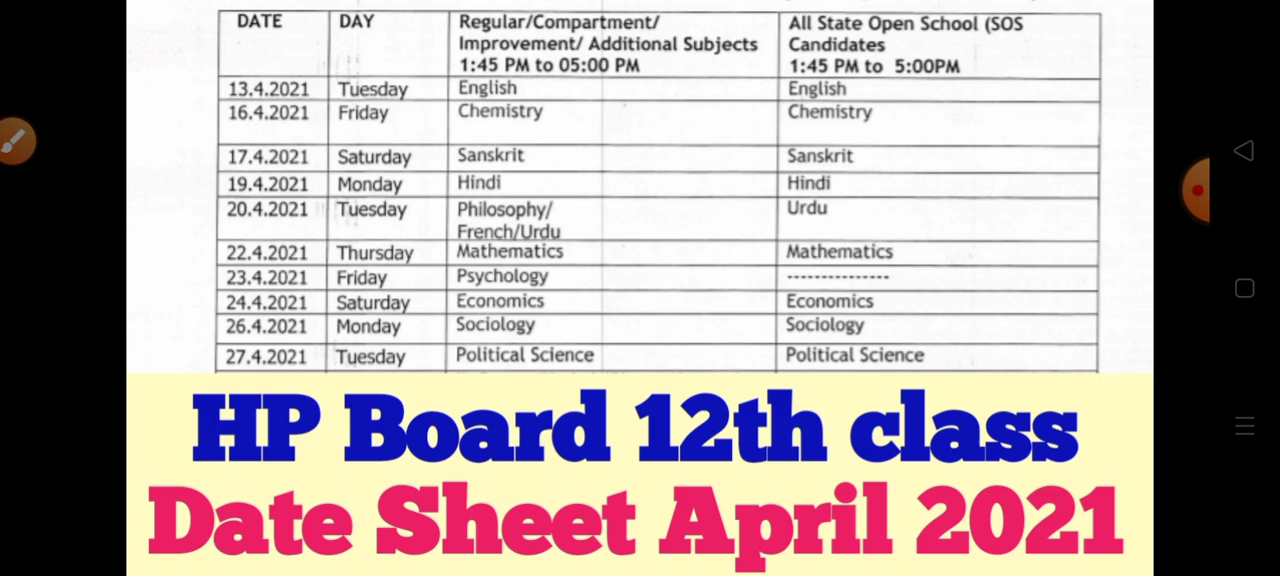 DATE DAY Regular/Compartment/ All State Open School (SOS
Improvement/ Additional Subjects Candidates
1:45 PM to 05:00 PM 1:45 PM to 5:00PM
13.4.2021 Tuesday English English
16.4.2021 Friday Chemistry Chemistry
17.4.2021 Saturday Sanskrit Sanskrit
19.4.2021 Monday Hindi Hindi
20.4.2021 Tuesday Philosophy/ Urdu
French/Urdu
22.4.2021 Thursday Mathematics Mathematics
23.4.2021 Friday Psychology ---------------
24.4.2021 Saturday Economics Economics
26.4.2021 Monday Sociology Sociology
27.4.2021 Tuesday Political Science Political Science
HP Board 12th class
Date Sheet April 2021